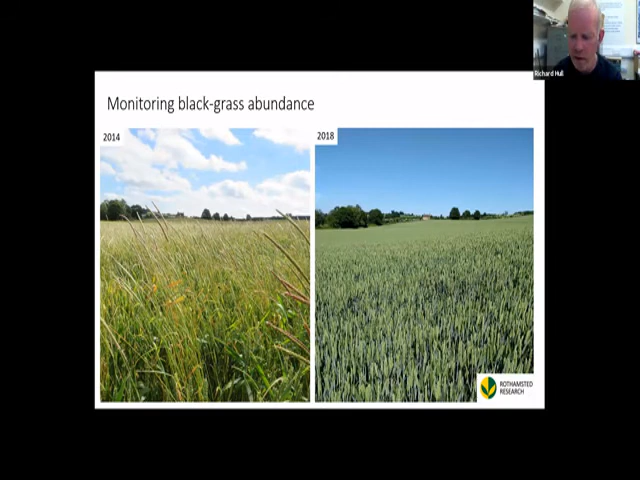 Richard Hull
Monitoring black-grass abundance
2014
2018
ROTHAMSTED
RESEARCH